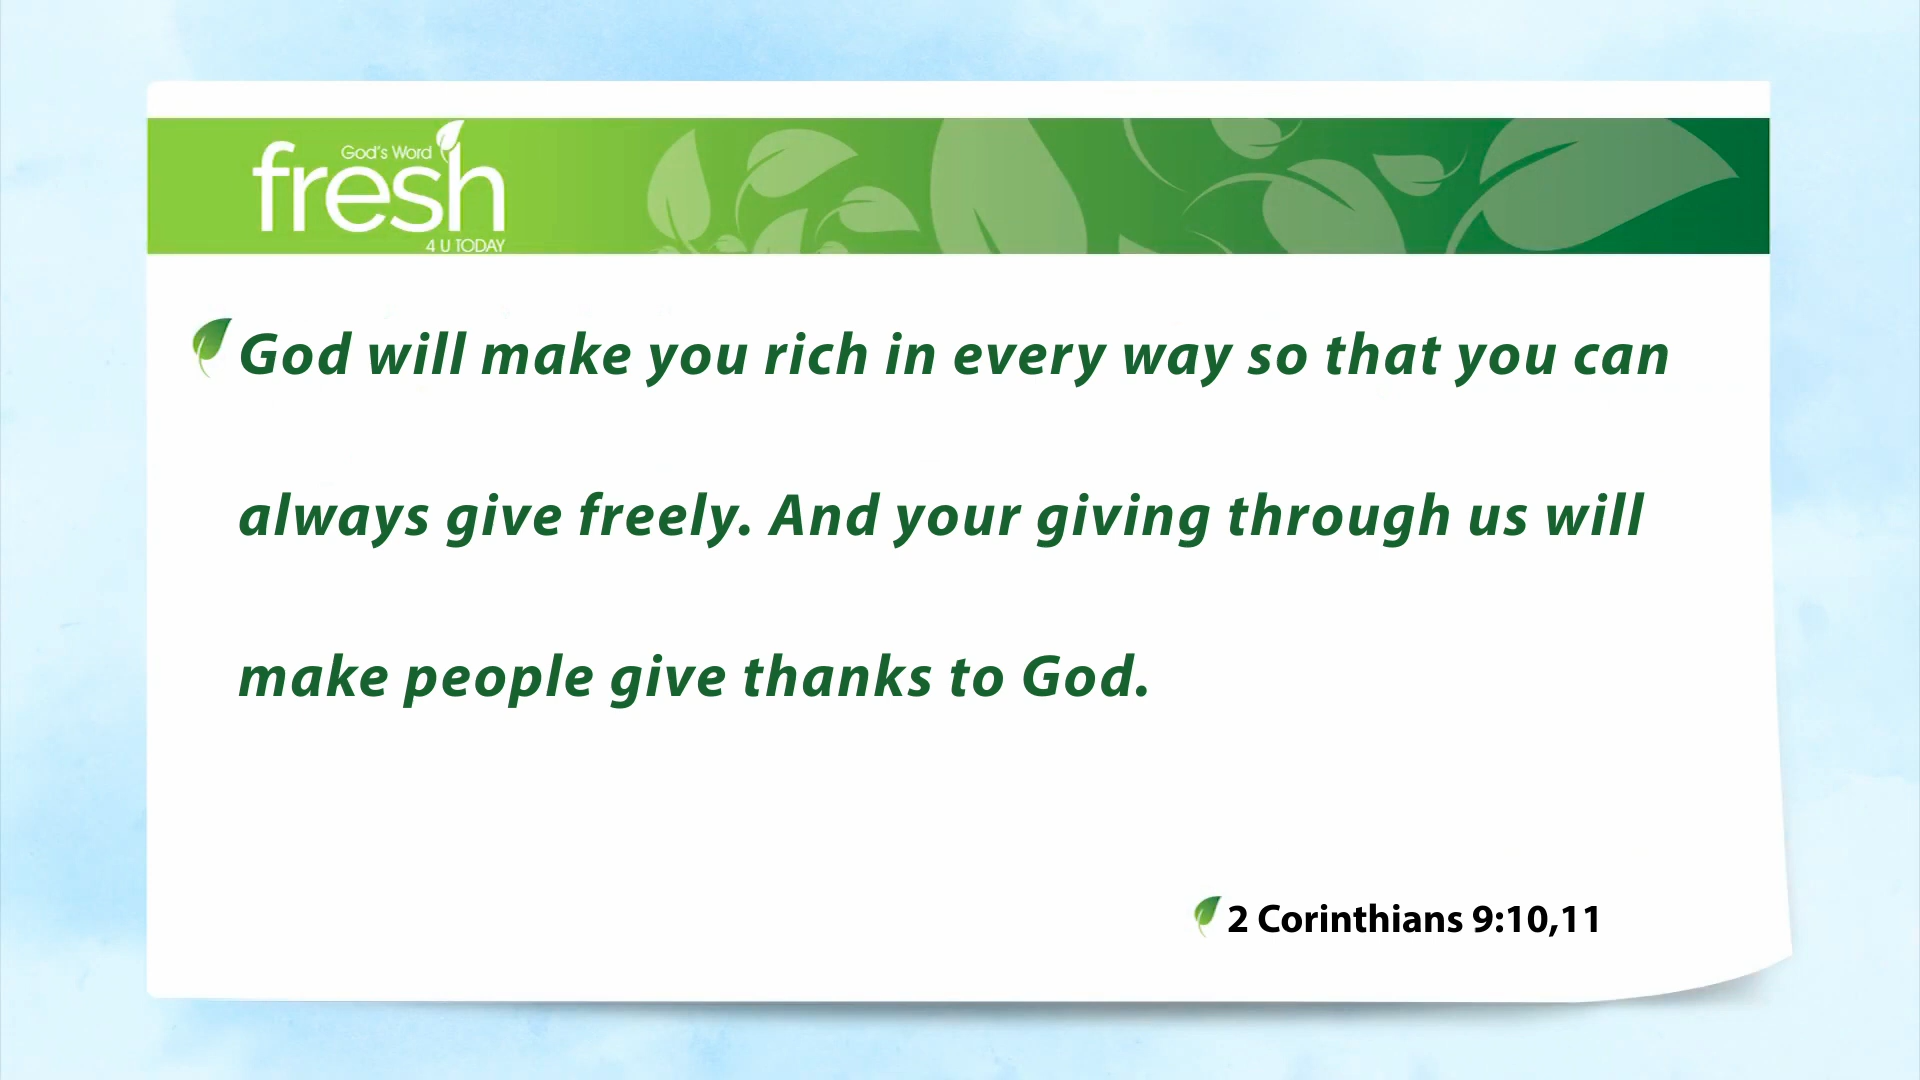 God's Word
fresh
4 U TODAY
God will make you rich in every way so that you can
always give freely. And your giving through us will
make people give thanks to God.
2 Corinthians 9:10,11